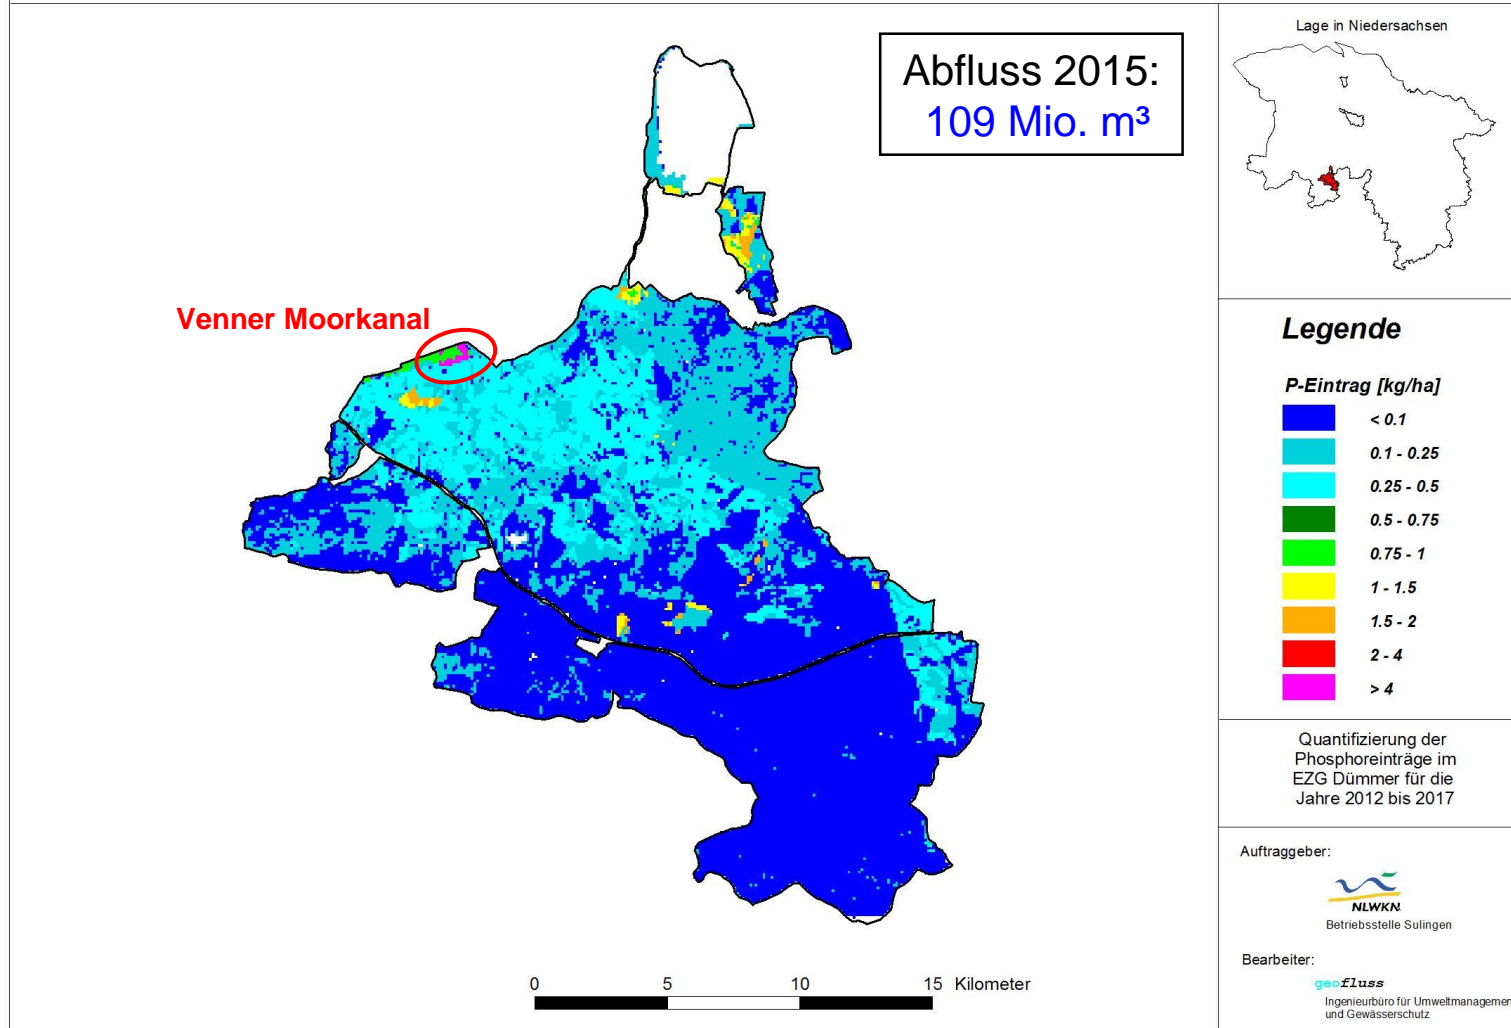 Abfluss 2015:
109 Mio. m³
Venner Moorkanal
0 5 10 15 Kilometer
Lage in Niedersachsen
Legende
P-Eintrag [kg/ha]
< 0.1
0.1 - 0.25
0.25 - 0.5
0.5 - 0.75
0.75 - 1
1 - 1.5
1.5 - 2
2 - 4
> 4
Quantifizierung der
Phosphoreinträge im
EZG Dümmer für die
Jahre 2012 bis 2017
Auftraggeber:
NLWKN
Betriebsstelle Sulingen
Bearbeiter:
geofluss
Ingenieurbüro für Umweltmanagemen
und Gewässerschutz